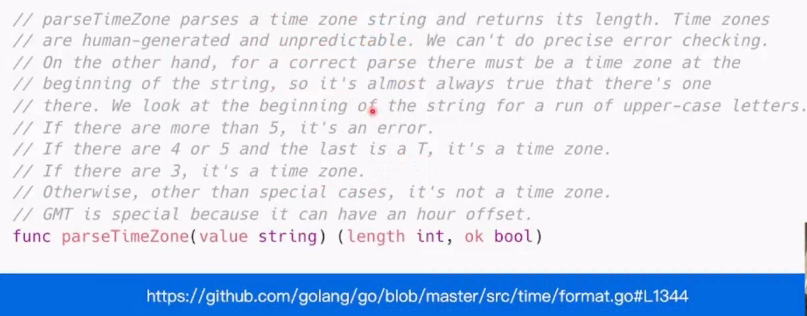 // parseTimeZone parses a time zone string and returns its length. Time zones
// are human-generated and unpredictable. We can't do precise error checking.
// On the other hand, for a correct parse there must be a time zone at the
// beginning of the string, so it's almost always true that there's one
// there. We look at the beginning of the string for a run of upper-case letters.
// If there are more than 5, it's an error.
// If there are 4 or 5 and the last is a T, it's a time zone.
// If there are 3, it's a time zone.
// Otherwise, other than special cases, it's not a time zone.
// GMT is special because it can have an hour offset.
func parseTimeZone(value string) (length int, ok bool)
https://github.com/golang/go/blob/master/src/time/format.go#L1344